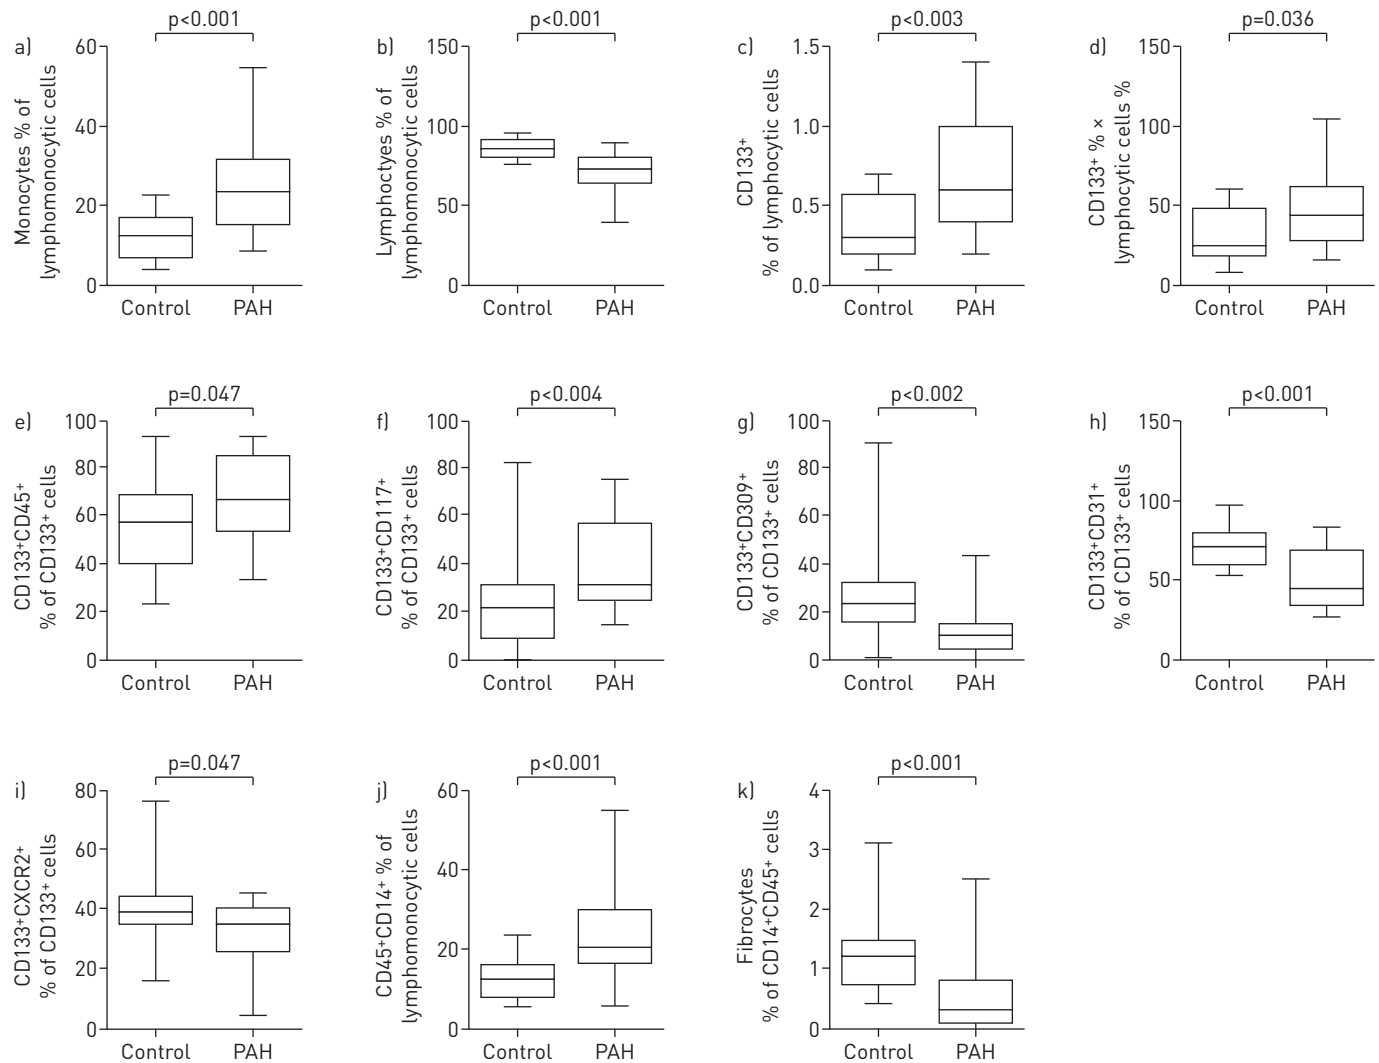 a)
p<0.001
Monocytes % of
lymphomonocytic cells
60
40
20
0
Control PAH
b)
p<0.001
Lymphoctyes % of
lymphomonocytic cells
150
100
50
0
Control PAH
c)
p<0.003
CD133⁺
% of lymphocytic cells
1.5
1.0
0.5
0.0
Control PAH
d)
p=0.036
CD133⁺ % ×
lymphocytic cells %
150
100
50
0
Control PAH
e)
p=0.047
CD133⁺CD45⁺
% of CD133⁺ cells
100
80
60
40
20
0
Control PAH
f)
p<0.004
CD133⁺CD117⁺
% of CD133⁺ cells
100
80
60
40
20
0
Control PAH
g)
p<0.002
CD133⁺CD309⁺
% of CD133⁺ cells
100
80
60
40
20
0
Control PAH
h)
p<0.001
CD133⁺CD31⁺
% of CD133⁺ cells
150
100
50
0
Control PAH
i)
p=0.047
CD133⁺CXCR2⁺
% of CD133⁺ cells
80
60
40
20
0
Control PAH
j)
p<0.001
CD45⁺CD14⁺ % of
lymphomonocytic cells
60
40
20
0
Control PAH
k)
p<0.001
Fibrocytes
% of CD14⁺CD45⁺ cells
4
3
2
1
0
Control PAH